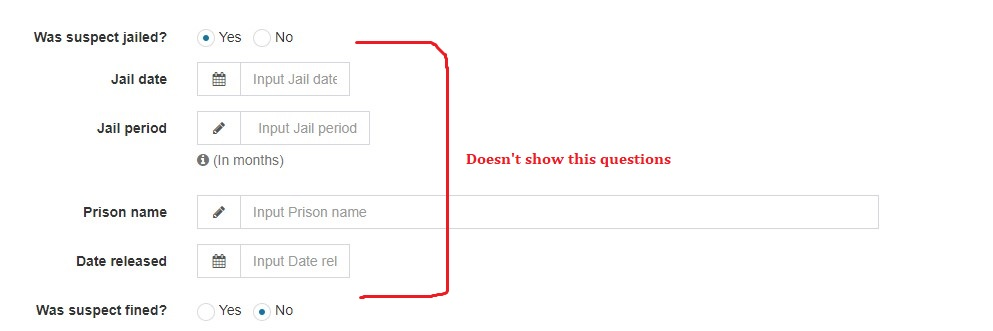 Was suspect jailed? Yes No
Jail date Input Jail date
Jail period Input Jail period
(In months)
Doesn't show this questions
Prison name Input Prison name
Date released Input Date rel
Was suspect fined? Yes No